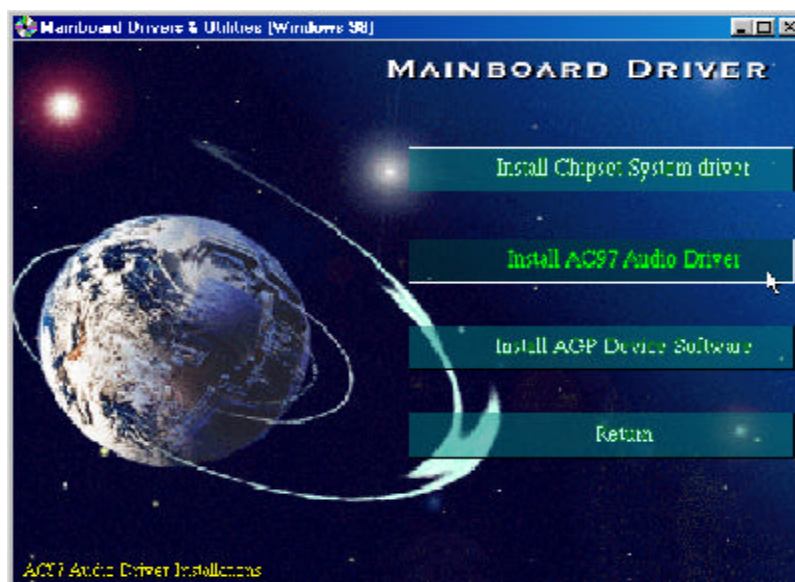 Mainboard Drivers & Utilities [Windows 98]
MAINBOARD DRIVER
Install Chipset System driver
Install AC97 Audio Driver
Install AGP Device Software
Return
AC97 Audio Driver Installations